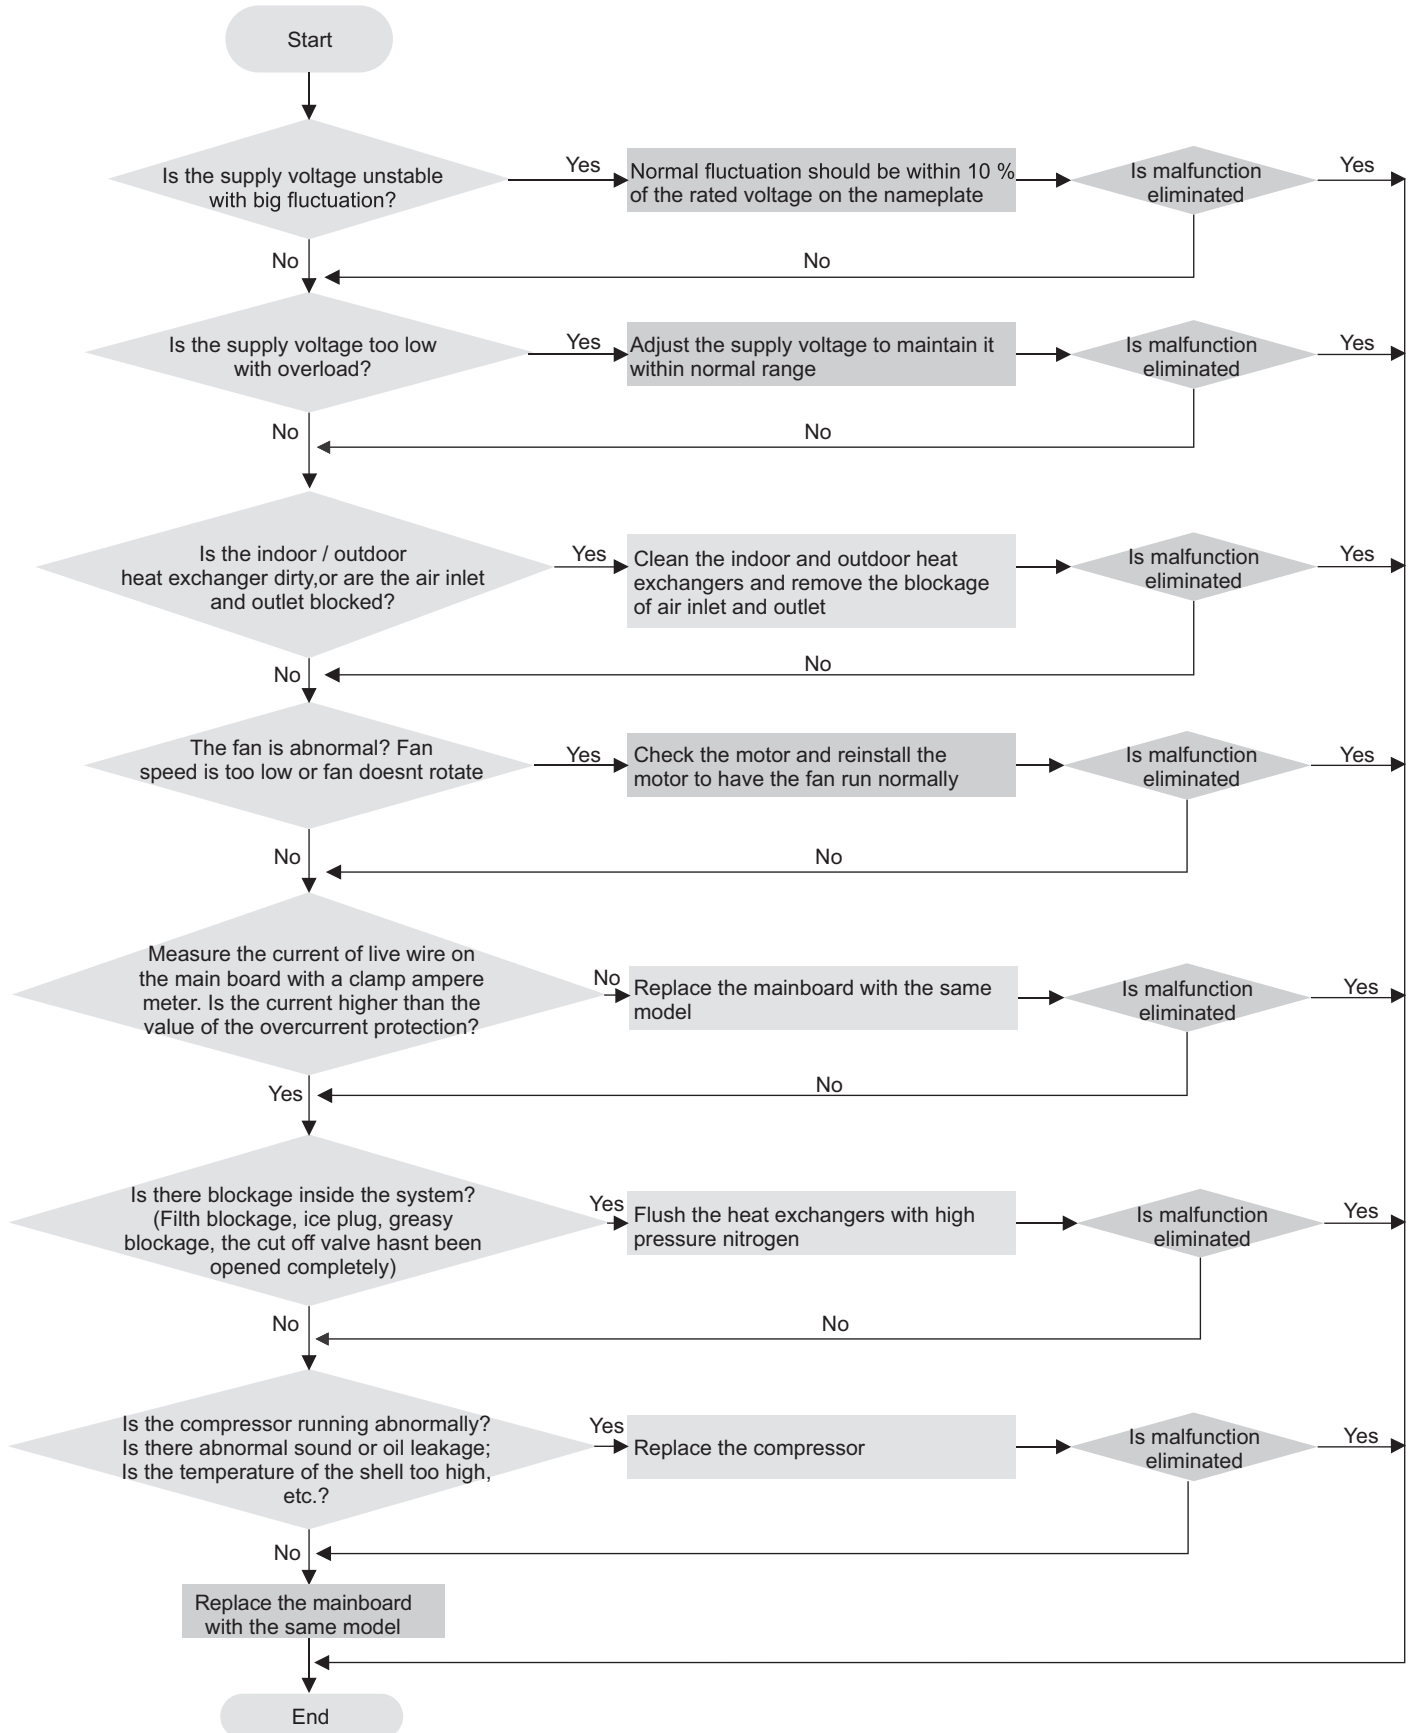 Start
Is the supply voltage unstable
with big fluctuation?
Yes
Normal fluctuation should be within 10 %
of the rated voltage on the nameplate
Is malfunction
eliminated
Yes
No
No
Is the supply voltage too low
with overload?
Yes
Adjust the supply voltage to maintain it
within normal range
Is malfunction
eliminated
Yes
No
No
Is the indoor / outdoor
heat exchanger dirty,or are the air inlet
and outlet blocked?
Yes
Clean the indoor and outdoor heat
exchangers and remove the blockage
of air inlet and outlet
Is malfunction
eliminated
Yes
No
No
The fan is abnormal? Fan
speed is too low or fan doesnt rotate
Yes
Check the motor and reinstall the
motor to have the fan run normally
Is malfunction
eliminated
Yes
No
No
Measure the current of live wire on
the main board with a clamp ampere
meter. Is the current higher than the
value of the overcurrent protection?
No
Replace the mainboard with the same
model
Is malfunction
eliminated
Yes
Yes
No
Is there blockage inside the system?
(Filth blockage, ice plug, greasy
blockage, the cut off valve hasnt been
opened completely)
Yes
Flush the heat exchangers with high
pressure nitrogen
Is malfunction
eliminated
Yes
No
No
Is the compressor running abnormally?
Is there abnormal sound or oil leakage;
Is the temperature of the shell too high,
etc.?
Yes
Replace the compressor
Is malfunction
eliminated
Yes
No
Replace the mainboard
with the same model
End